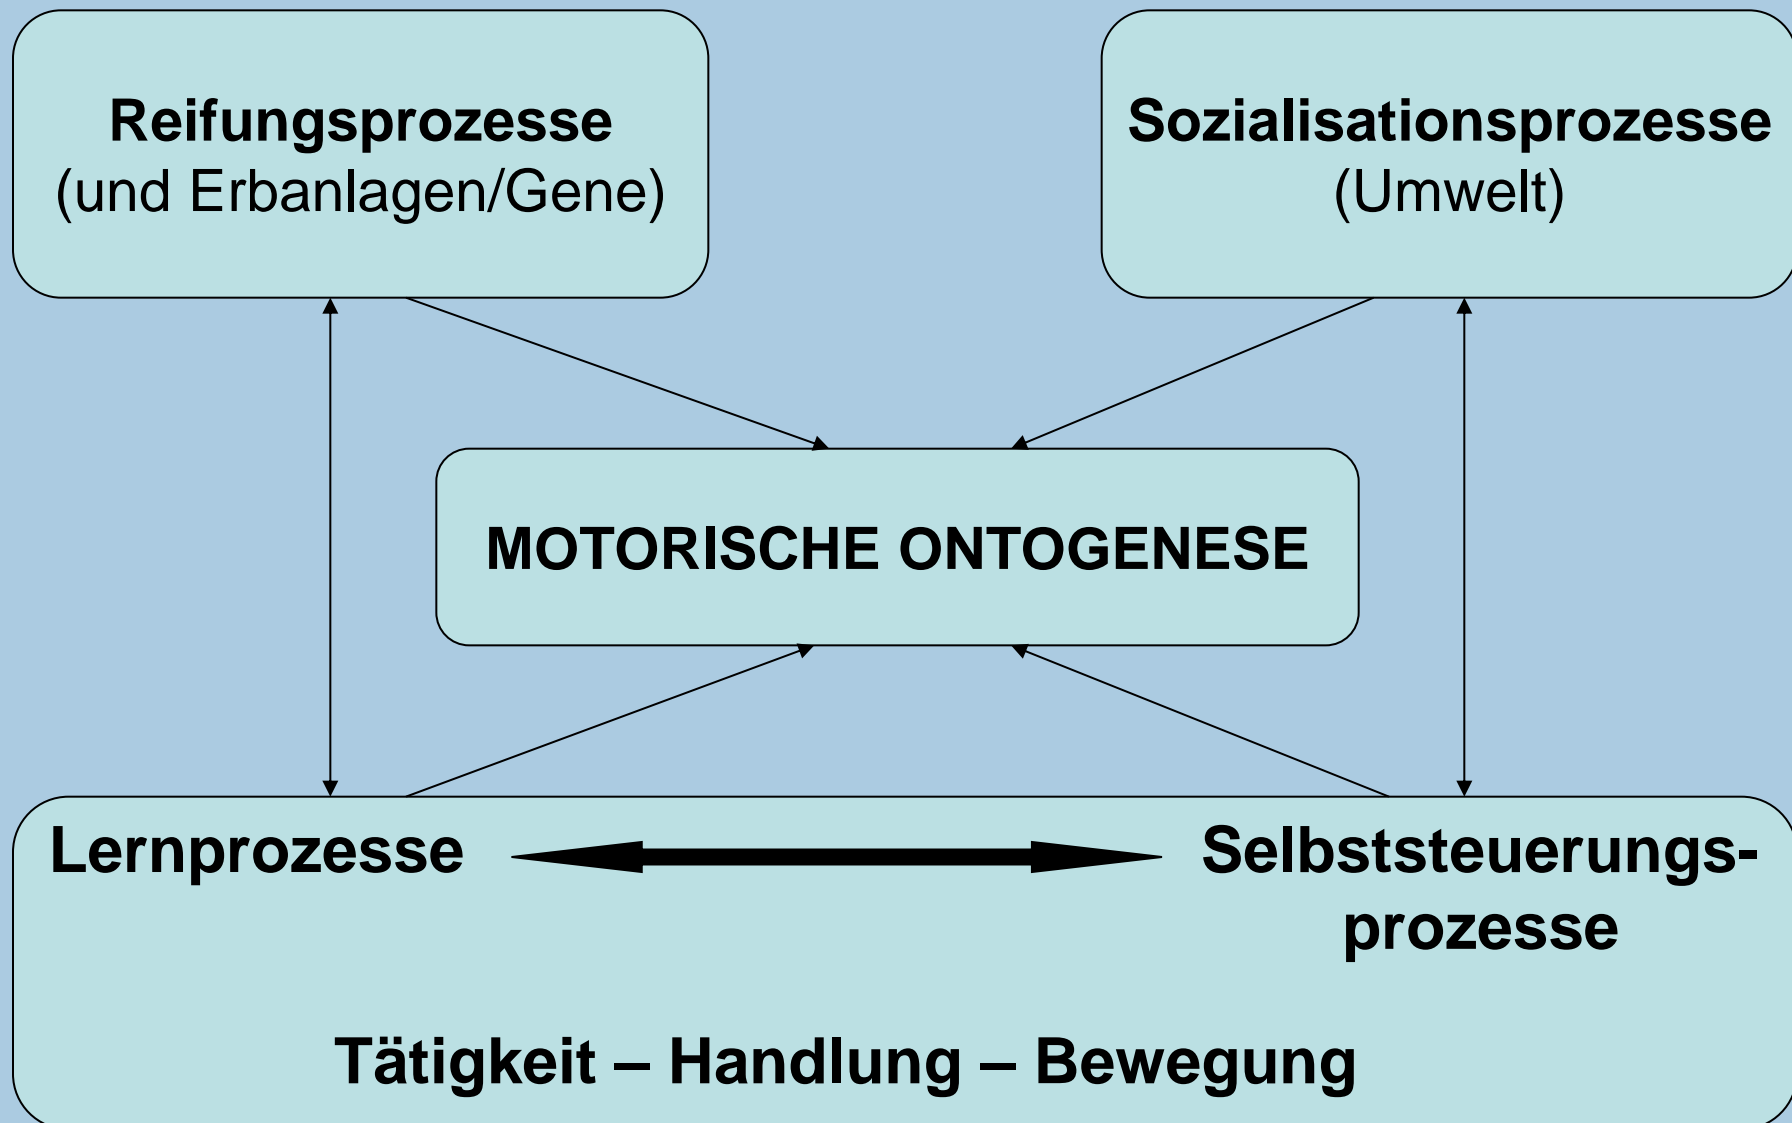 Reifungsprozesse
(und Erbanlagen/Gene)
Sozialisationsprozesse
(Umwelt)
MOTORISCHE ONTOGENESE
Lernprozesse
Selbststeuerungs-
prozesse
Tätigkeit – Handlung – Bewegung